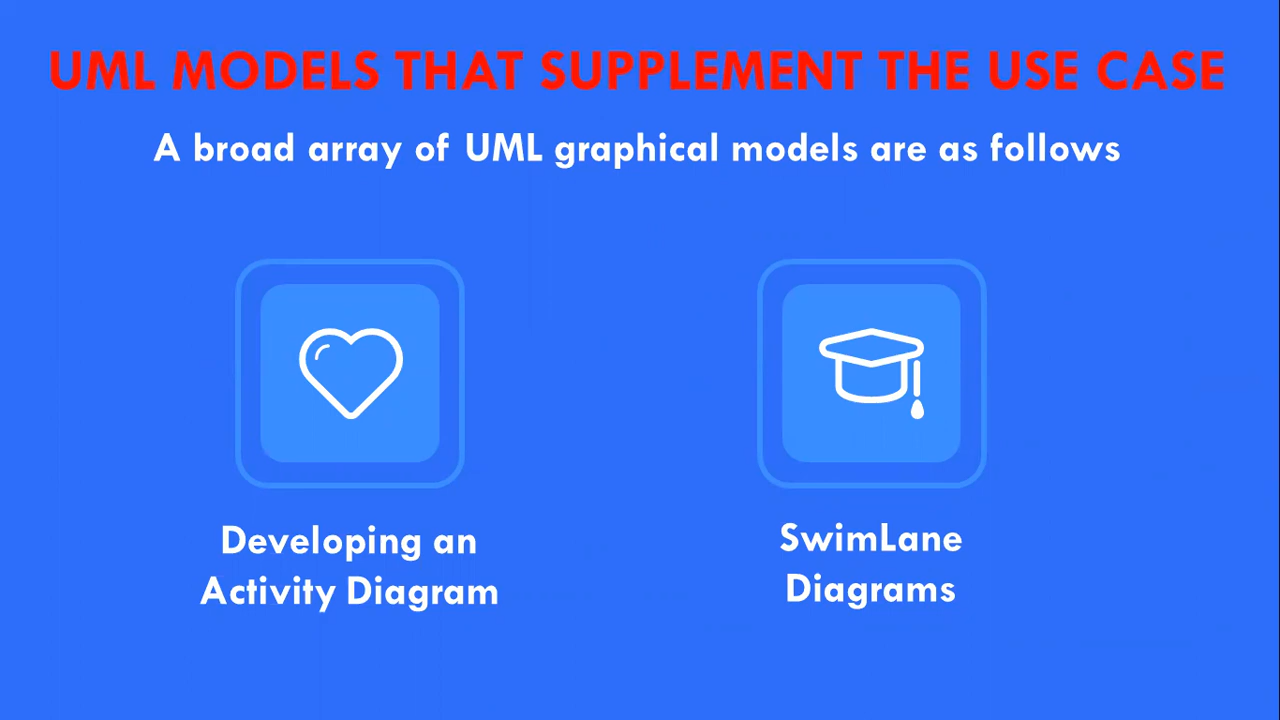 UML MODELS THAT SUPPLEMENT THE USE CASE
A broad array of UML graphical models are as follows
Developing an
Activity Diagram
SwimLane
Diagrams